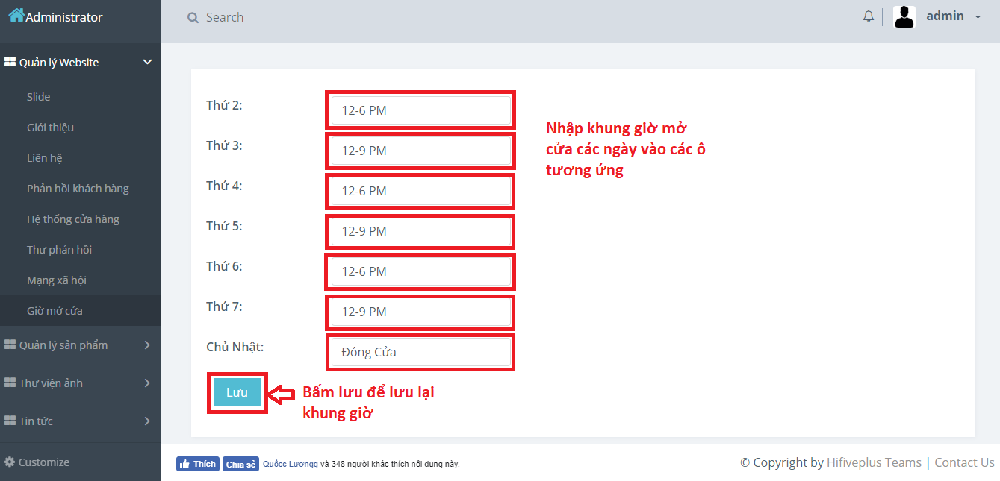 Administrator
Search
admin
Quản lý Website
Slide
Giới thiệu
Liên hệ
Phản hồi khách hàng
Hệ thống cửa hàng
Thư phản hồi
Mạng xã hội
Giờ mở cửa
Quản lý sản phẩm
Thư viện ảnh
Tin tức
Customize
Thứ 2:
12-6 PM
Thứ 3:
12-9 PM
Thứ 4:
12-6 PM
Thứ 5:
12-9 PM
Thứ 6:
12-6 PM
Thứ 7:
12-9 PM
Chủ Nhật:
Đóng Cửa
Nhập khung giờ mở
cửa các ngày vào các ô
tương ứng
Lưu
Bấm lưu để lưu lại
khung giờ
Thích
Chia sẻ
Quốcc Lượngg và 348 người khác thích nội dung này.
© Copyright by Hifiveplus Teams | Contact Us